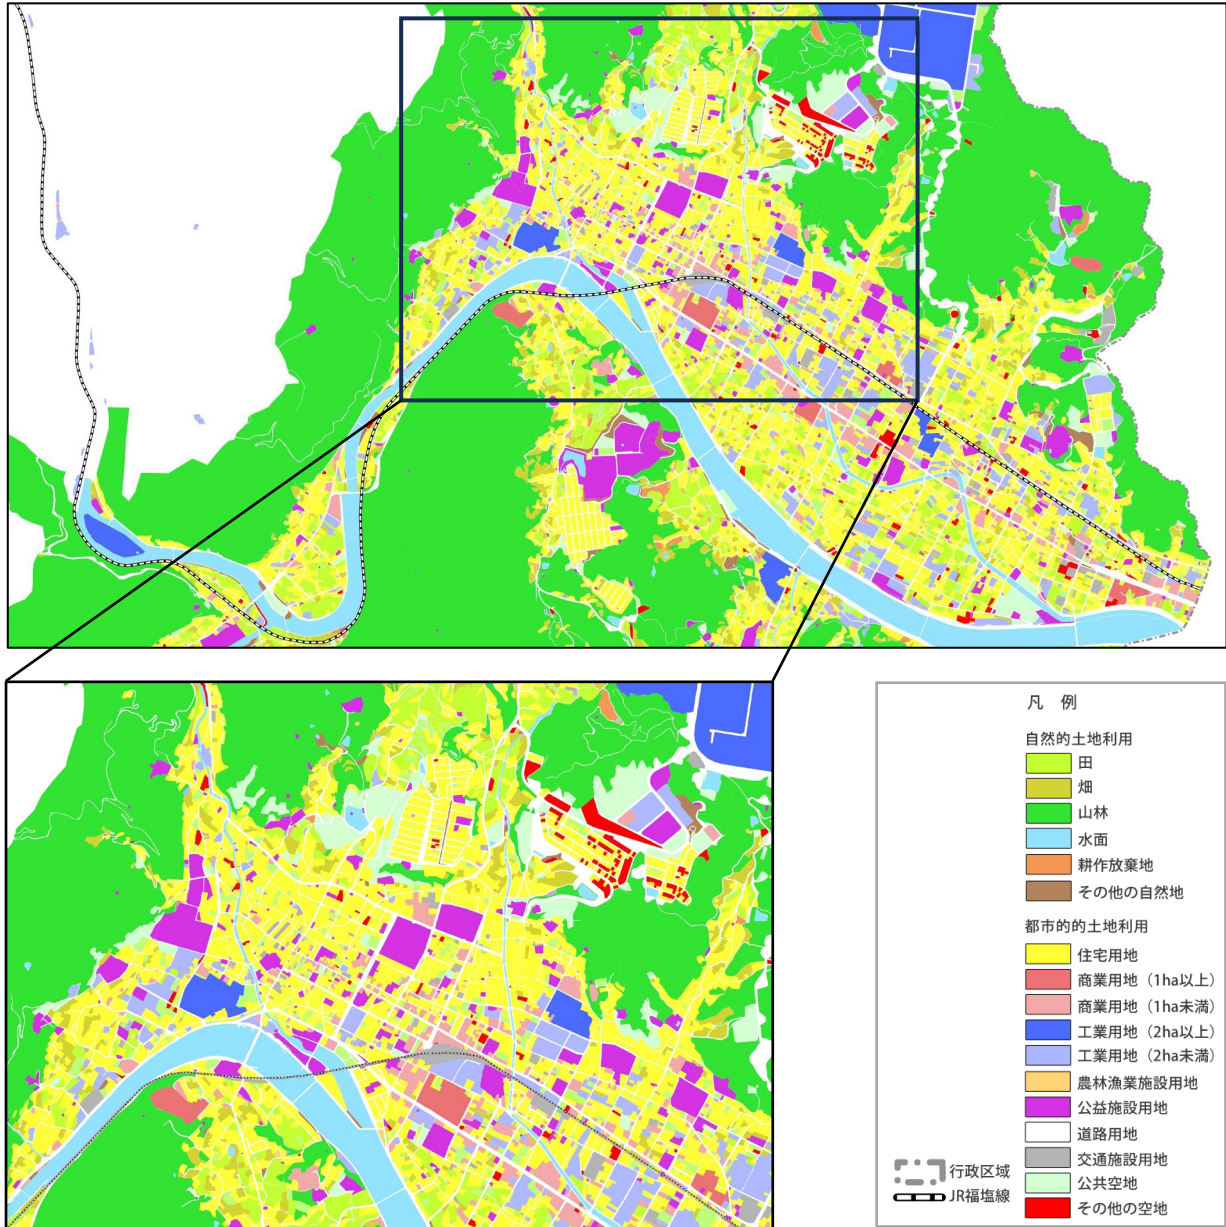 凡 例
自然的土地利用
田
畑
山林
水面
耕作放棄地
その他の自然地
都市的的土地利用
住宅用地
商業用地（1ha以上）
商業用地（1ha未満）
工業用地（2ha以上）
工業用地（2ha未満）
農林漁業施設用地
公益施設用地
道路用地
交通施設用地
公共空地
その他の空地
行政区域
JR福塩線